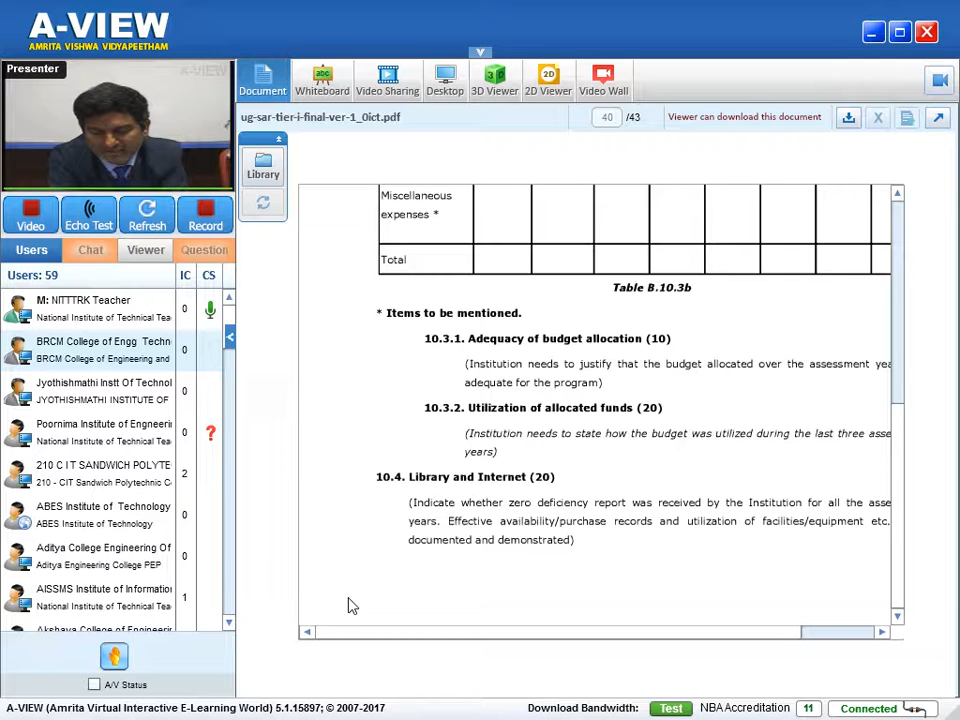 A-VIEW
AMRITA VISHWA VIDYAPEETHAM
Presenter
A-VIEW
Document
Whiteboard
Video Sharing
Desktop
3D Viewer
2D Viewer
Video Wall
abc
3D
2D
ug-sar-tier-i-final-ver-1_0ict.pdf
40 /43
Viewer can download this document
Library
Video
Echo Test
Refresh
Record
Users
Chat
Viewer
Question
Users: 59
IC
CS
M: NITTTRK Teacher
National Institute of Technical Tea
0
BRCM College of Engg Techn
BRCM College of Engineering and
0
Jyothishmathi Instt Of Technol
JYOTHISHMATHI INSTITUTE OF
0
Poornima Institute of Engneeri
National Institute of Technical Tea
0
?
210 C I T SANDWICH POLYTE
210 - CIT Sandwich Polytechnic C
2
ABES Institute of Technology
ABES Institute of Technology
0
Aditya College Engineering Of
Aditya Engineering College PEP
0
AISSMS Institute of Informatio
National Institute of Technical Tea
1
Akshaya College of Engineeri
A/V Status
Miscellaneous
expenses *
Total
Table B.10.3b
* Items to be mentioned.
10.3.1. Adequacy of budget allocation (10)
(Institution needs to justify that the budget allocated over the assessment yea
adequate for the program)
10.3.2. Utilization of allocated funds (20)
(Institution needs to state how the budget was utilized during the last three asse
years)
10.4. Library and Internet (20)
(Indicate whether zero deficiency report was received by the Institution for all the asse
years. Effective availability/purchase records and utilization of facilities/equipment etc.
documented and demonstrated)
A-VIEW (Amrita Virtual Interactive E-Learning World) 5.1.15897; © 2007-2017
Download Bandwidth:
Test
NBA Accreditation
11
Connected